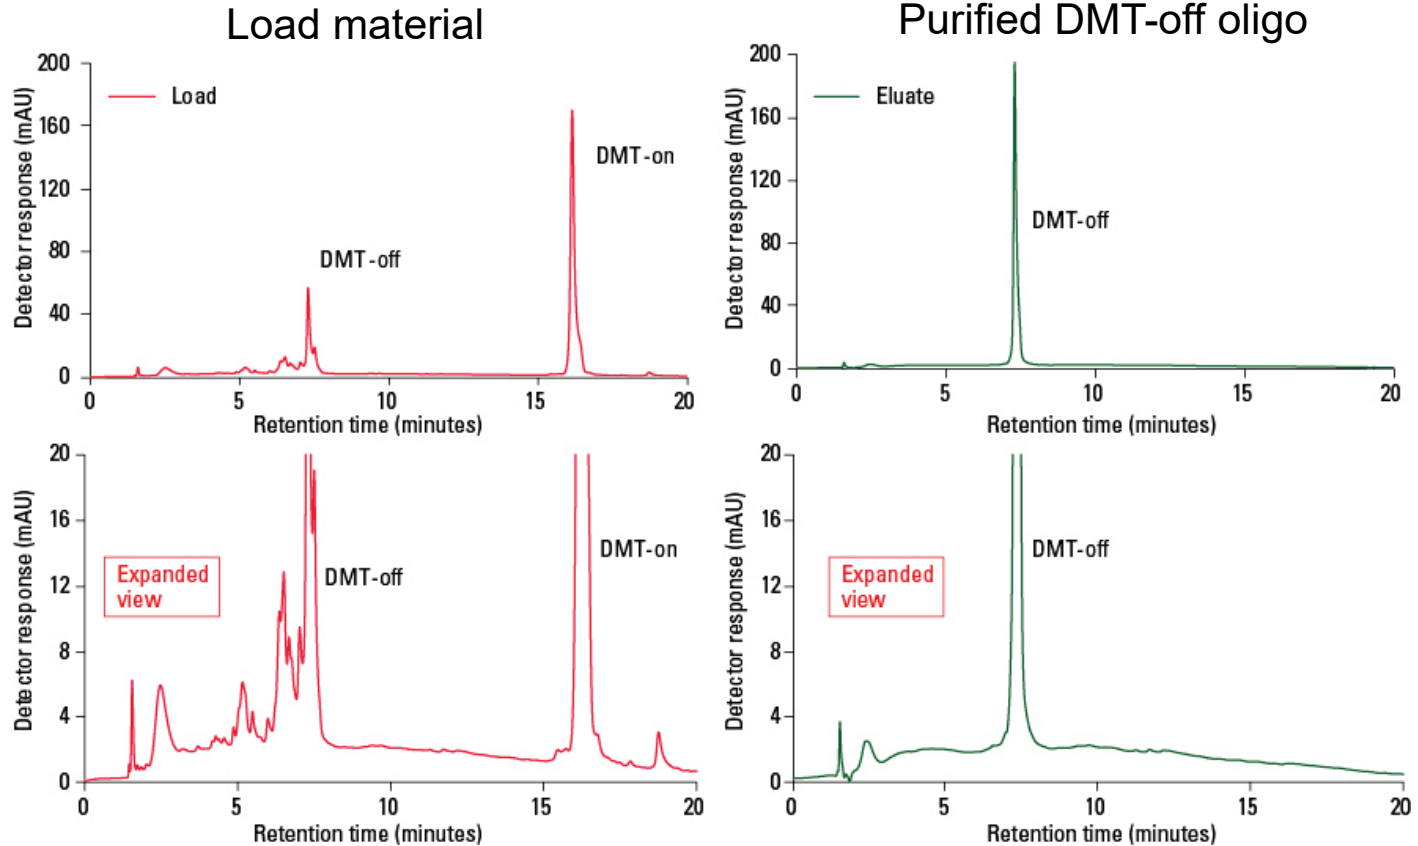 Load material
Purified DMT-off oligo
Detector response (mAU)
200
160
120
80
40
0
Load
DMT-off
DMT-on
0
5
10
15
20
Retention time (minutes)
Detector response (mAU)
200
160
120
80
40
0
Eluate
DMT-off
0
5
10
15
20
Retention time (minutes)
Detector response (mAU)
20
16
12
8
4
0
Expanded
view
DMT-off
DMT-on
0
5
10
15
20
Retention time (minutes)
Detector response (mAU)
20
16
12
8
4
0
Expanded
view
DMT-off
0
5
10
15
20
Retention time (minutes)